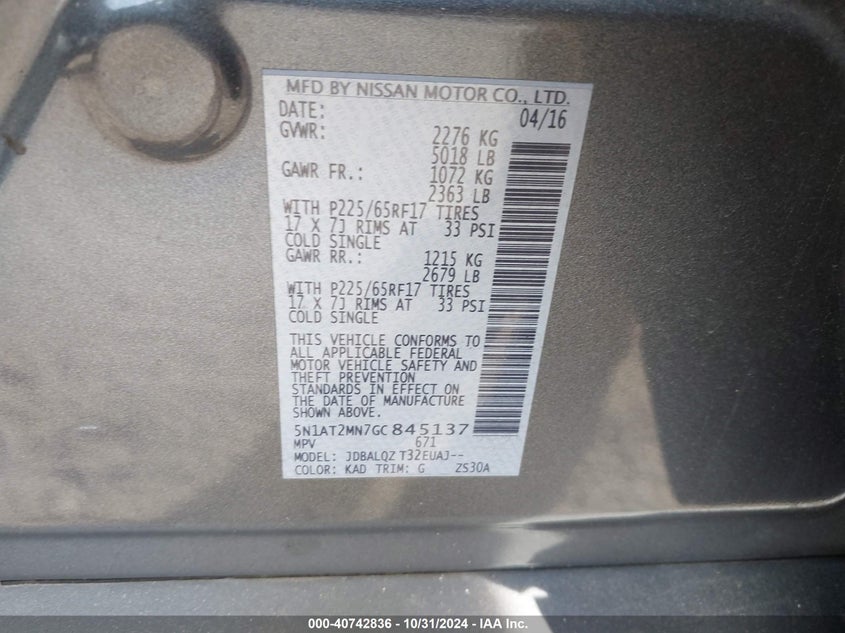 MFD BY NISSAN MOTOR CO., LTD.
DATE: 04/16
GVWR: 2276 KG
5018 LB
GAWR FR.: 1072 KG
2363 LB
WITH P225/65RF17 TIRES
17 X 7J RIMS AT 33 PSI
COLD SINGLE
GAWR RR.: 1215 KG
2679 LB
WITH P225/65RF17 TIRES
17 X 7J RIMS AT 33 PSI
COLD SINGLE
THIS VEHICLE CONFORMS TO
ALL APPLICABLE FEDERAL
MOTOR VEHICLE SAFETY AND
THEFT PREVENTION
STANDARDS IN EFFECT ON
THE DATE OF MANUFACTURE
SHOWN ABOVE.
5N1AT2MN7GC845137
MPV 671
MODEL: JDBALQZ T32EUAJ--
COLOR: KAD TRIM: G ZS30A
000-40742836 - 10/31/2024 - IAA Inc.